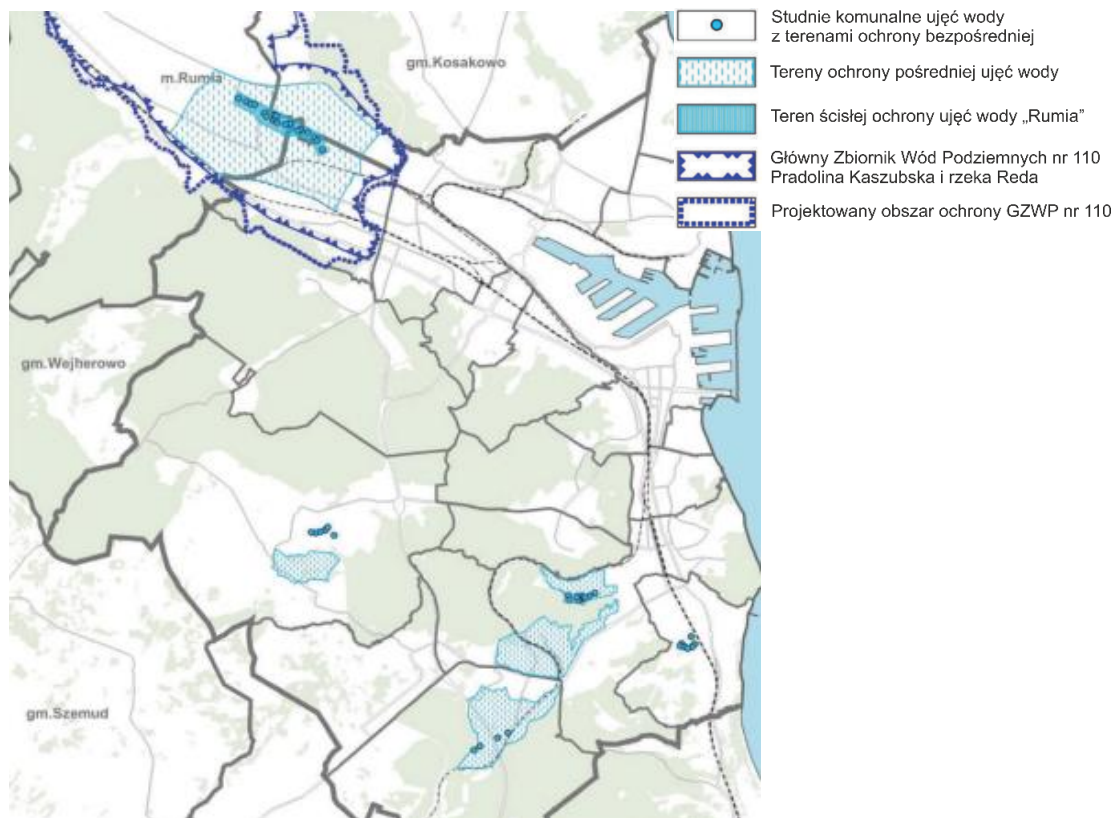 Studnie komunalne ujęć wody
z terenami ochrony bezpośredniej
Tereny ochrony pośredniej ujęć wody
Teren ścisłej ochrony ujęć wody „Rumia”
Główny Zbiornik Wód Podziemnych nr 110
Pradolina Kaszubska i rzeka Reda
Projektowany obszar ochrony GZWP nr 110
gm.Kosakowo
m.Rumia
gm.Wejherowo
gm.Szemud